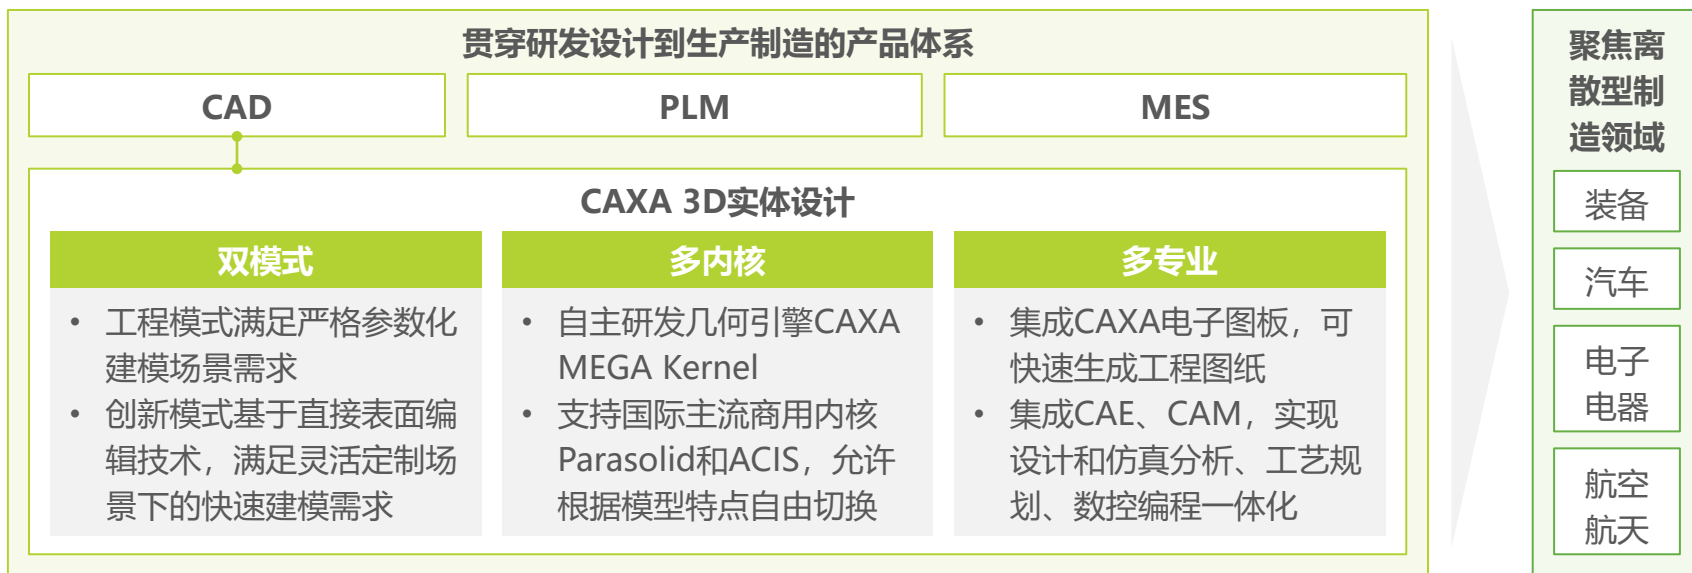 贯穿研发设计到生产制造的产品体系
CAD
PLM
MES
CAXA 3D实体设计
双模式
• 工程模式满足严格参数化
建模场景需求
• 创新模式基于直接表面编
辑技术，满足灵活定制场
景下的快速建模需求
多内核
• 自主研发几何引擎CAXA
MEGA Kernel
• 支持国际主流商用内核
Parasolid和ACIS，允许
根据模型特点自由切换
多专业
• 集成CAXA电子图板，可
快速生成工程图纸
• 集成CAE、CAM，实现
设计和仿真分析、工艺规
划、数控编程一体化
聚焦离
散型制
造领域
装备
汽车
电子
电器
航空
航天